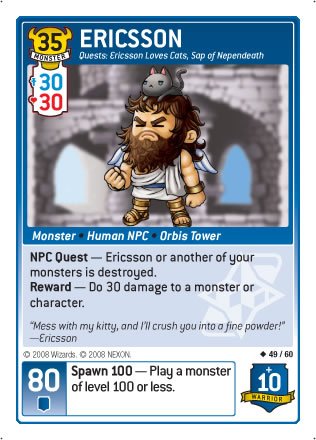 35
MONSTER
ERICSSON
Quests: Ericsson Loves Cats, Sap of Nependeath
30
30
Monster • Human NPC • Orbis Tower
NPC Quest — Ericsson or another of your
monsters is destroyed.
Reward — Do 30 damage to a monster or
character.
"Mess with my kitty, and I'll crush you into a fine powder!"
—Ericsson
© 2008 Wizards. © 2008 NEXON.
◆ 49 / 60
80
Spawn 100 — Play a monster
of level 100 or less.
+
10
WARRIOR